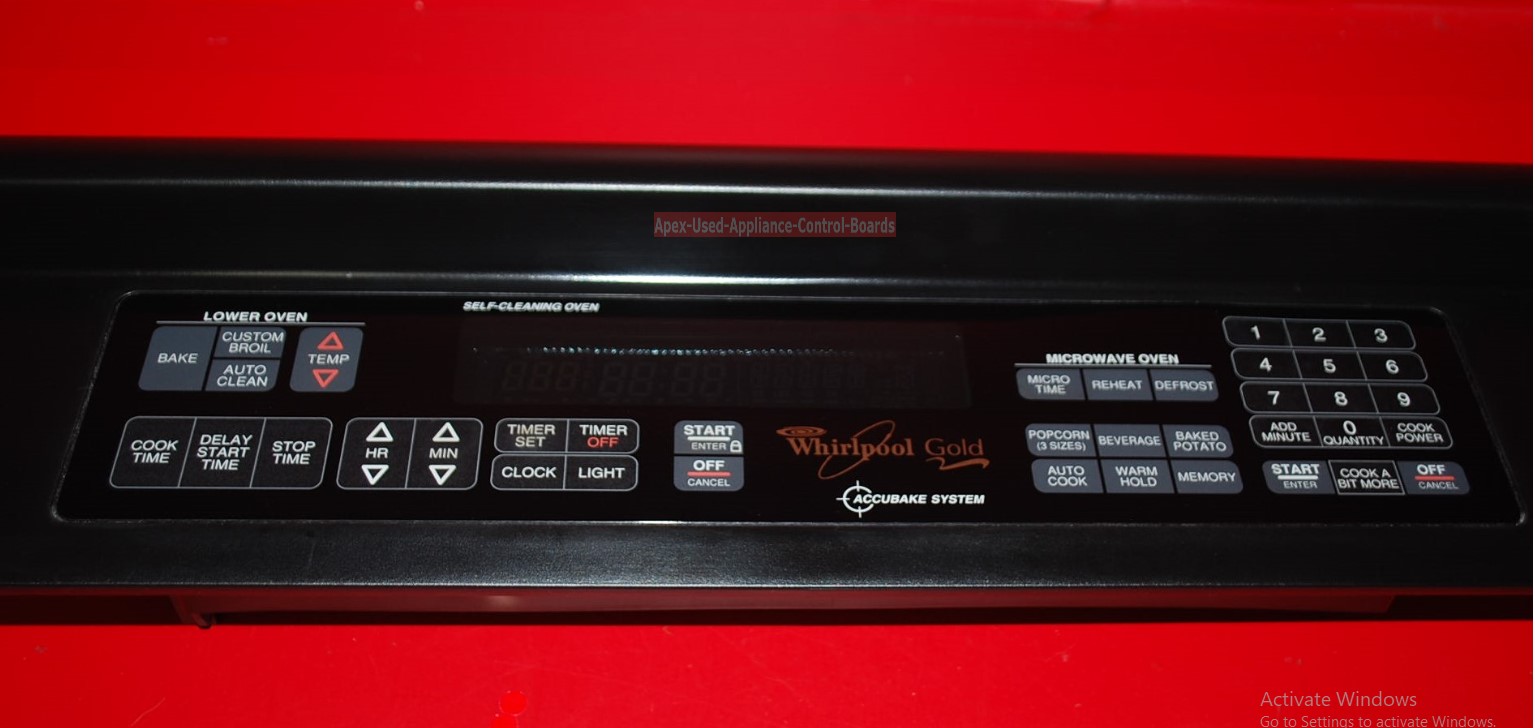 Apex-Used-Appliance-Control-Boards
SELF-CLEANING OVEN
LOWER OVEN
BAKE
CUSTOM
BROIL
AUTO
CLEAN
TEMP
COOK
TIME
DELAY
START
TIME
STOP
TIME
HR
MIN
TIMER
SET
TIMER
OFF
CLOCK
LIGHT
START
ENTER
OFF
CANCEL
Whirlpool Gold
ACCUBAKE SYSTEM
MICROWAVE OVEN
MICRO
TIME
REHEAT
DEFROST
POPCORN
(3 SIZES)
BEVERAGE
BAKED
POTATO
AUTO
COOK
WARM
HOLD
MEMORY
1 2 3
4 5 6
7 8 9
ADD
MINUTE
0
QUANTITY
COOK
POWER
START
ENTER
COOK A
BIT MORE
OFF
CANCEL
Activate Windows
Go to Settings to activate Windows.